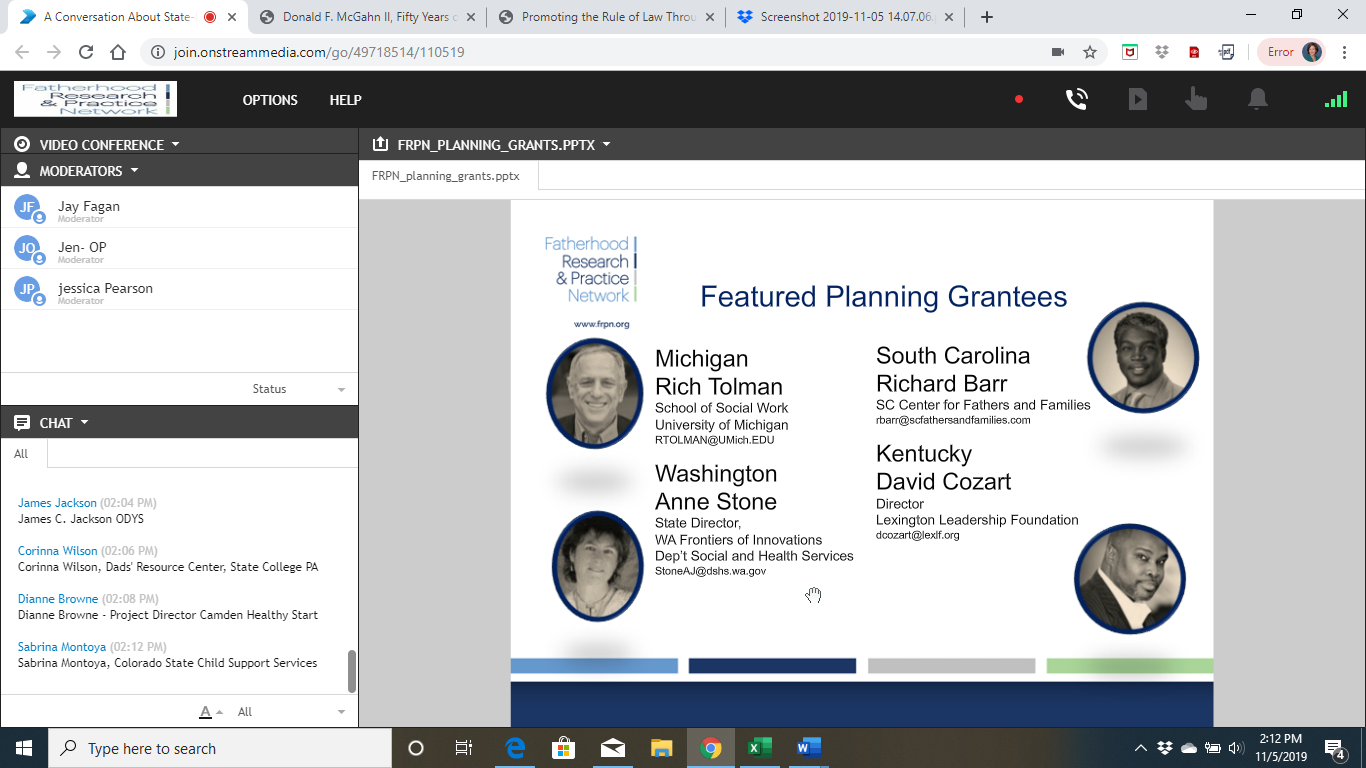 A Conversation About State-
Donald F. McGahn II, Fifty Years o
Promoting the Rule of Law Throu
Screenshot 2019-11-05 14.07.06.
join.onstreammedia.com/go/49718514/110519
Error
Fatherhood
Research
& Practice
Network
OPTIONS
HELP
VIDEO CONFERENCE
MODERATORS
JF
Jay Fagan
Moderator
JO
Jen- OP
Moderator
JP
jessica Pearson
Moderator
Status
CHAT
All
James Jackson (02:04 PM)
James C. Jackson ODYS
Corinna Wilson (02:06 PM)
Corinna Wilson, Dads' Resource Center, State College PA
Dianne Browne (02:08 PM)
Dianne Browne - Project Director Camden Healthy Start
Sabrina Montoya (02:12 PM)
Sabrina Montoya, Colorado State Child Support Services
A
All
FRPN_PLANNING_GRANTS.PPTX
FRPN_planning_grants.pptx
Fatherhood
Research
& Practice
Network
www.frpn.org
Featured Planning Grantees
Michigan
Rich Tolman
School of Social Work
University of Michigan
RTOLMAN@UMich.EDU
Washington
Anne Stone
State Director,
WA Frontiers of Innovations
Dep't Social and Health Services
StoneAJ@dshs.wa.gov
South Carolina
Richard Barr
SC Center for Fathers and Families
rbarr@scfathersandfamilies.com
Kentucky
David Cozart
Director
Lexington Leadership Foundation
dcozart@lexlf.org
Type here to search
2:12 PM
11/5/2019
4